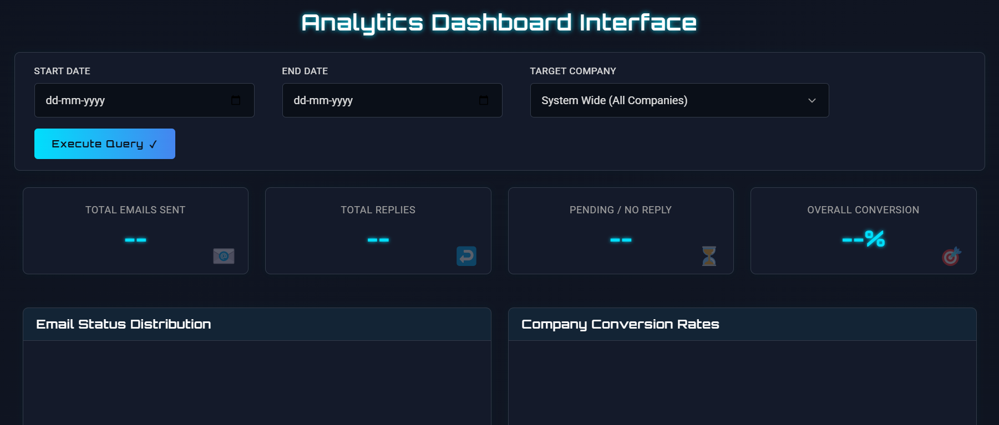 Analytics Dashboard Interface
START DATE
END DATE
TARGET COMPANY
dd-mm-yyyy
dd-mm-yyyy
System Wide (All Companies)
Execute Query ✓
TOTAL EMAILS SENT
--
TOTAL REPLIES
--
PENDING / NO REPLY
--
OVERALL CONVERSION
--%
Email Status Distribution
Company Conversion Rates